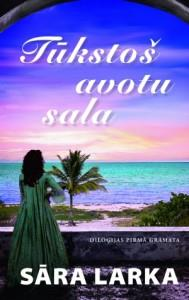 Tūkstoš
avotu
sala
DILOĢIJAS PIRMĀ GRĀMATA
SĀRA LARKA